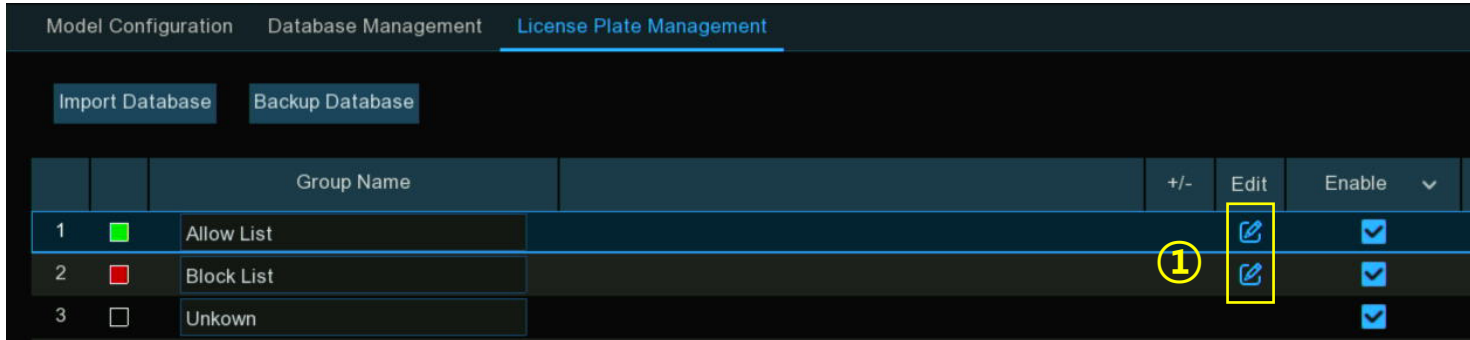 Model Configuration Database Management License Plate Management
Import Database Backup Database
Group Name +/- Edit Enable
1 Allow List
①
2 Block List
3 Unkown